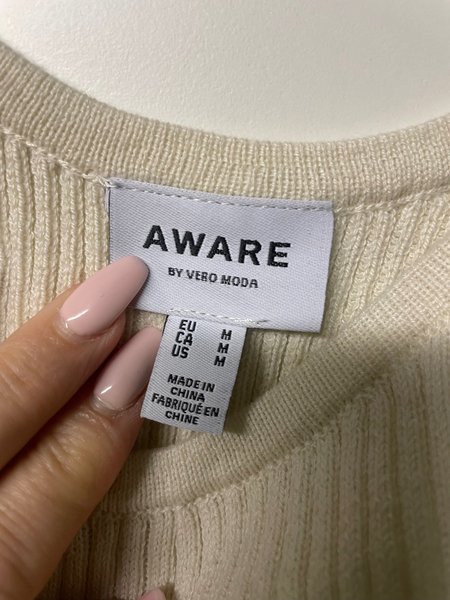 AWARE
BY VERO MODA
EU M
CA M
US M
MADE IN
CHINA
FABRIQUÉ EN
CHINE